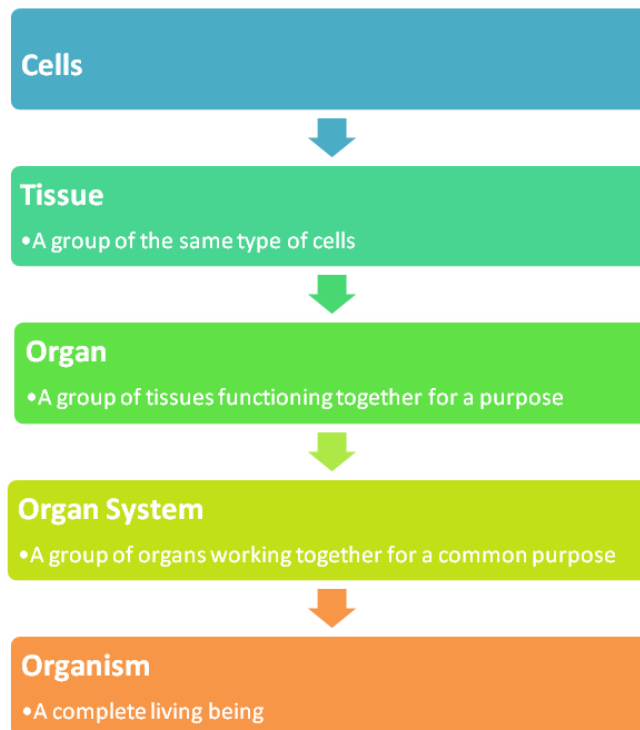 Cells
Tissue
•A group of the same type of cells
Organ
•A group of tissues functioning together for a purpose
Organ System
•A group of organs working together for a common purpose
Organism
•A complete living being